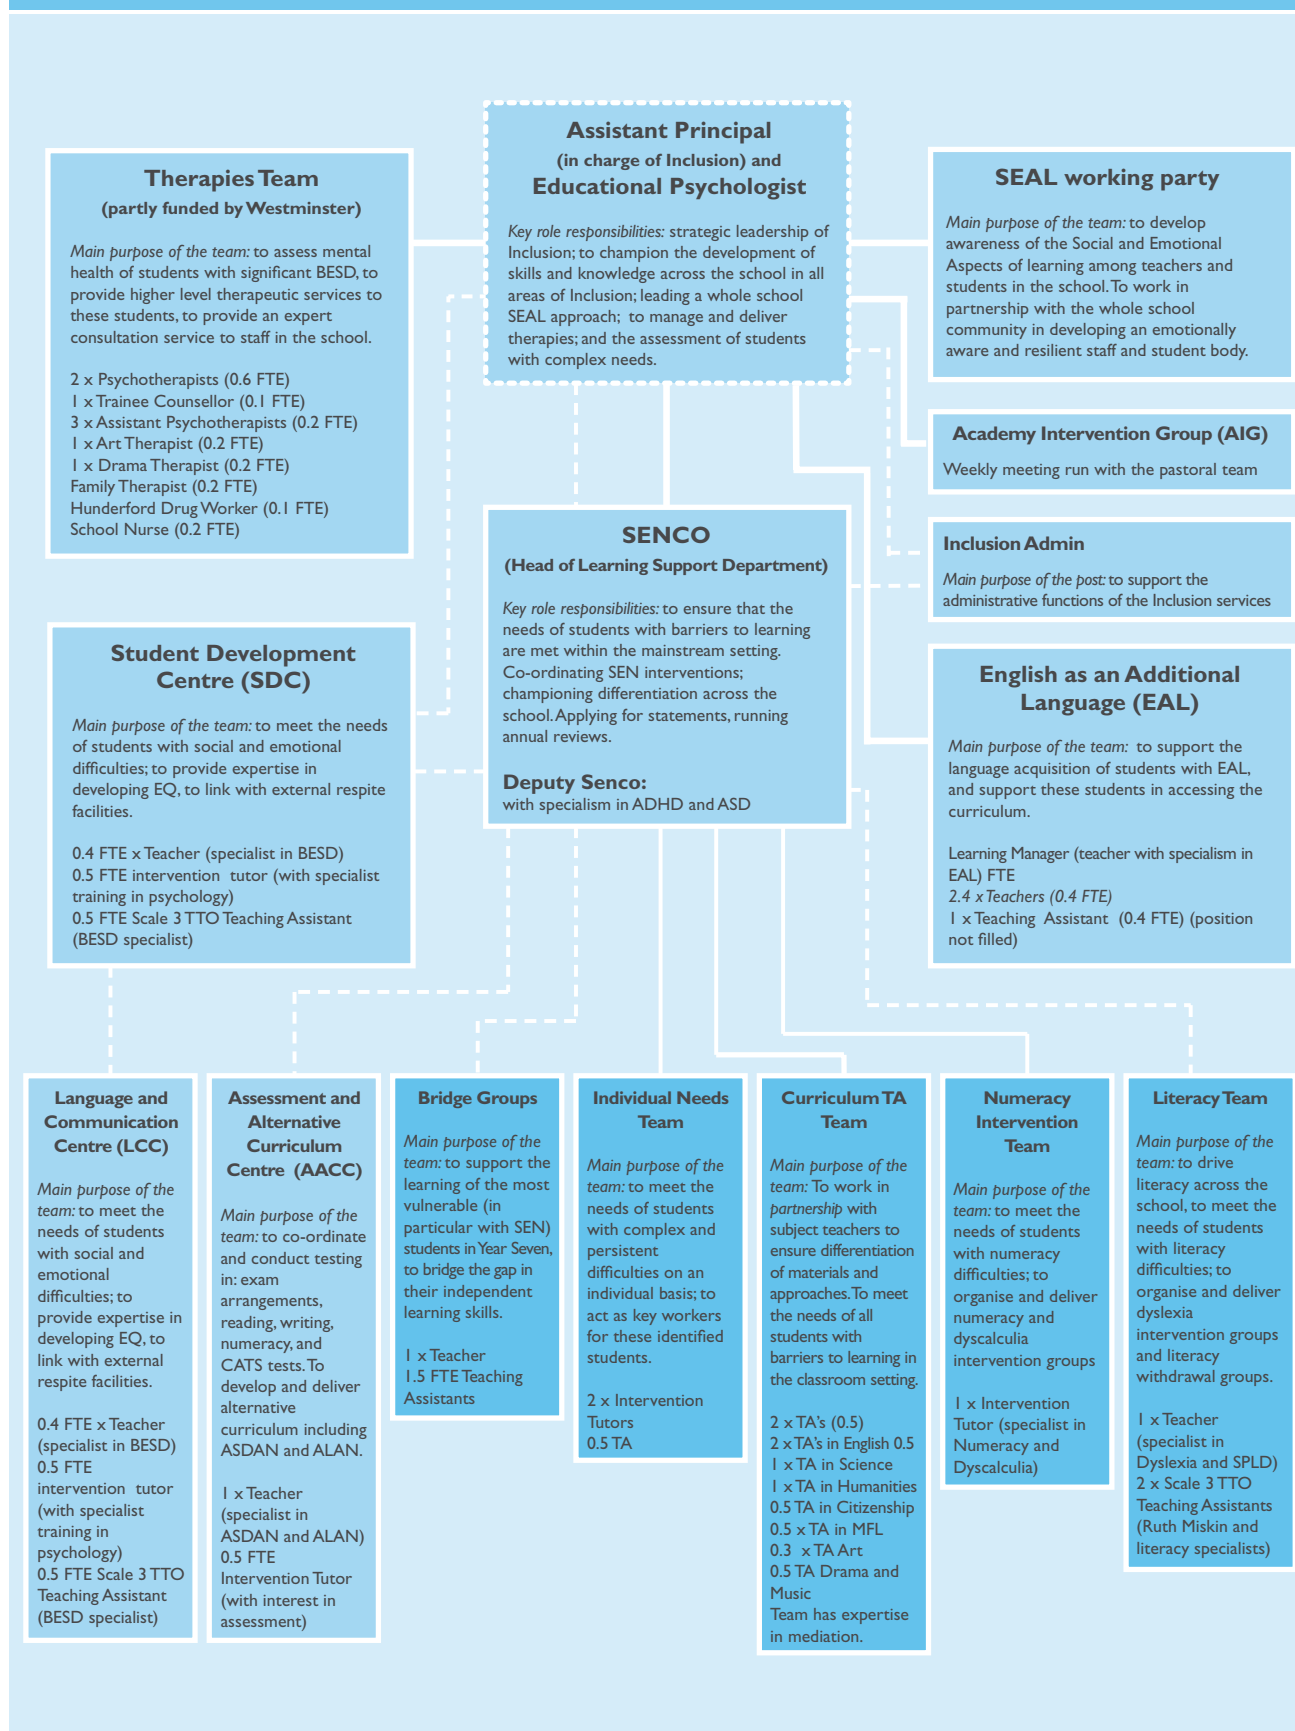 Assistant Principal
(in charge of Inclusion) and
Educational Psychologist
Key role responsibilities: strategic leadership of
Inclusion; to champion the development of
skills and knowledge across the school in all
areas of Inclusion; leading a whole school
SEAL approach; to manage and deliver
therapies; and the assessment of students
with complex needs.
Therapies Team
(partly funded by Westminster)
Main purpose of the team: to assess mental
health of students with significant BESD, to
provide higher level therapeutic services to
these students, to provide an expert
consultation service to staff in the school.
2 x Psychotherapists (0.6 FTE)
1 x Trainee Counsellor (0.1 FTE)
3 x Assistant Psychotherapists (0.2 FTE)
1 x Art Therapist (0.2 FTE)
1 x Drama Therapist (0.2 FTE)
Family Therapist (0.2 FTE)
Hunderford Drug Worker (0.1 FTE)
School Nurse (0.2 FTE)
SEAL working party
Main purpose of the team: to develop
awareness of the Social and Emotional
Aspects of learning among teachers and
students in the school. To work in
partnership with the whole school
community in developing an emotionally
aware and resilient staff and student body.
Academy Intervention Group (AIG)
Weekly meeting run with the pastoral team
Inclusion Admin
Main purpose of the post: to support the
administrative functions of the Inclusion services
SENCO
(Head of Learning Support Department)
Key role responsibilities: to ensure that the
needs of students with barriers to learning
are met within the mainstream setting.
Co-ordinating SEN interventions;
championing differentiation across the
school. Applying for statements, running
annual reviews.
Deputy Senco:
with specialism in ADHD and ASD
Student Development
Centre (SDC)
Main purpose of the team: to meet the needs
of students with social and emotional
difficulties; to provide expertise in
developing EQ, to link with external respite
facilities.
0.4 FTE x Teacher (specialist in BESD)
0.5 FTE intervention tutor (with specialist
training in psychology)
0.5 FTE Scale 3 TTO Teaching Assistant
(BESD specialist)
English as an Additional
Language (EAL)
Main purpose of the team: to support the
language acquisition of students with EAL,
and support these students in accessing the
curriculum.
Learning Manager (teacher with specialism in
EAL) FTE
2.4 x Teachers (0.4 FTE)
1 x Teaching Assistant (0.4 FTE) (position
not filled)
Language and
Communication
Centre (LCC)
Main purpose of the
team: to meet the
needs of students
with social and
emotional
difficulties; to
provide expertise in
developing EQ, to
link with external
respite facilities.
0.4 FTE x Teacher
(specialist in BESD)
0.5 FTE
intervention tutor
(with specialist
training in
psychology)
0.5 FTE Scale 3 TTO
Teaching Assistant
(BESD specialist)
Assessment and
Alternative
Curriculum
Centre (AACC)
Main purpose of the
team: to co-ordinate
and conduct testing
in: exam
arrangements,
reading, writing,
numeracy, and
CATS tests. To
develop and deliver
alternative
curriculum including
ASDAN and ALAN.
1 x Teacher
(specialist in
ASDAN and ALAN)
0.5 FTE
Intervention Tutor
(with interest in
assessment)
Bridge Groups
Main purpose of the
team: to support the
learning of the most
vulnerable (in
particular with SEN)
students in Year Seven,
to bridge the gap in
their independent
learning skills.
1 x Teacher
1.5 FTE Teaching
Assistants
Individual Needs
Team
Main purpose of the
team: to meet the
needs of students
with complex and
persistent
difficulties on an
individual basis; to
act as key workers
for these identified
students.
2 x Intervention
Tutors
0.5 TA
Curriculum TA
Team
Main purpose of the
team: To work in
partnership with
subject teachers to
ensure differentiation
of materials and
approaches. To meet
the needs of all
students with
barriers to learning in
the classroom setting.
2 x TA's (0.5)
2 x TA's in English 0.5
1 x TA in Science
1 x TA in Humanities
0.5 TA in Citizenship
0.5 x TA in MFL
0.3 x TA Art
0.5 TA Drama and
Music
Team has expertise
in mediation.
Numeracy
Intervention
Team
Main purpose of the
team: to meet the
needs of students
with numeracy
difficulties; to
organise and deliver
numeracy and
dyscalculia
intervention groups
1 x Intervention
Tutor (specialist in
Numeracy and
Dyscalculia)
Literacy Team
Main purpose of the
team: to drive
literacy across the
school, to meet the
needs of students
with literacy
difficulties; to
organise and deliver
dyslexia
intervention groups
and literacy
withdrawal groups.
1 x Teacher
(specialist in
Dyslexia and SPLD)
2 x Scale 3 TTO
Teaching Assistants
(Ruth Miskin and
literacy specialists)